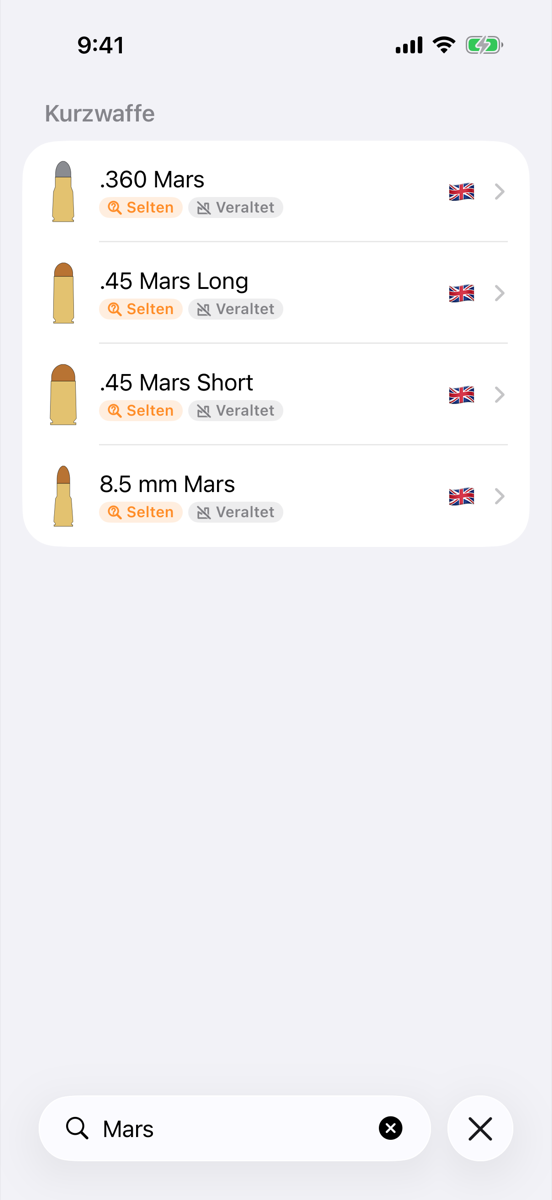 9:41
Kurzwaffe
.360 Mars
Selten Veraltet
.45 Mars Long
Selten Veraltet
.45 Mars Short
Selten Veraltet
8.5 mm Mars
Selten Veraltet
Mars